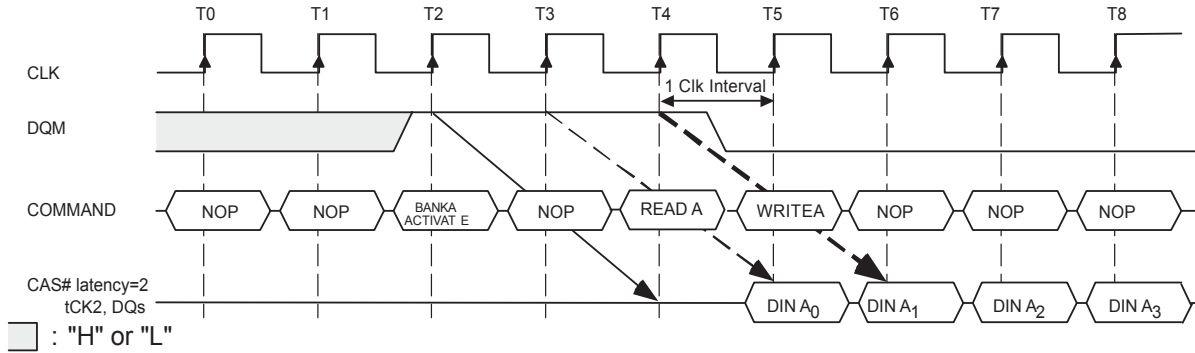 T0 T1 T2 T3 T4 T5 T6 T7 T8
CLK
1 Clk Interval
DQM
COMMAND NOP NOP BANKA ACTIVAT E NOP READ A WRITEA NOP NOP NOP
CAS# latency=2
tCK2, DQs
DIN A0 DIN A1 DIN A2 DIN A3
: "H" or "L"